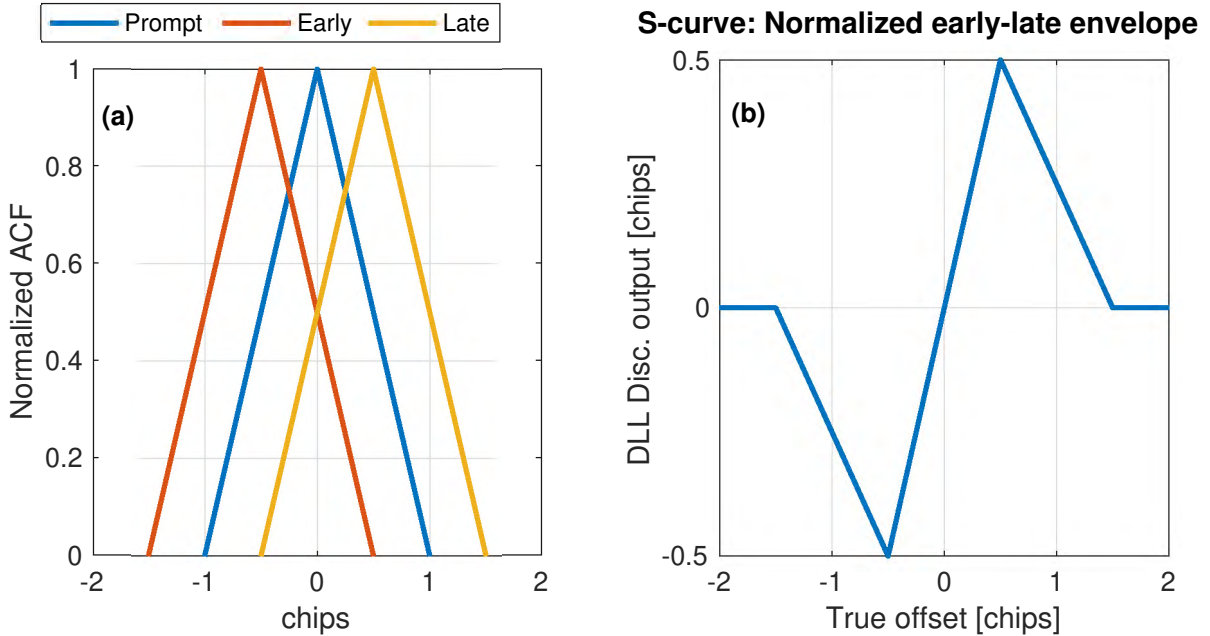 Prompt Early Late
(a)
Normalized ACF
1
0.8
0.6
0.4
0.2
0
-2 -1 0 1 2
chips
S-curve: Normalized early-late envelope
(b)
DLL Disc. output [chips]
0.5
0
-0.5
-2 -1 0 1 2
True offset [chips]